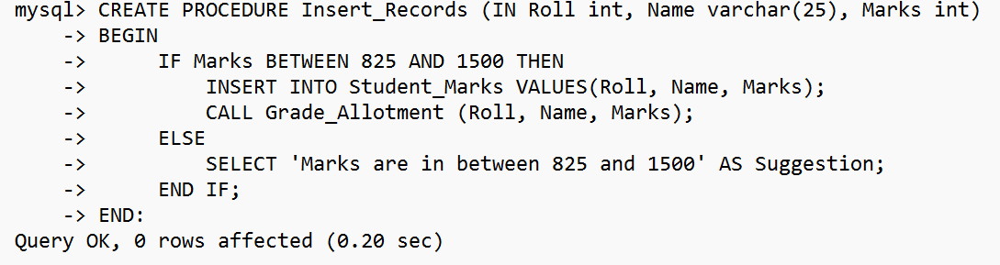 mysql> CREATE PROCEDURE Insert_Records (IN Roll int, Name varchar(25), Marks int)
    -> BEGIN
    ->      IF Marks BETWEEN 825 AND 1500 THEN
    ->          INSERT INTO Student_Marks VALUES(Roll, Name, Marks);
    ->          CALL Grade_Allotment (Roll, Name, Marks);
    ->      ELSE
    ->          SELECT 'Marks are in between 825 and 1500' AS Suggestion;
    ->      END IF;
    -> END:
Query OK, 0 rows affected (0.20 sec)